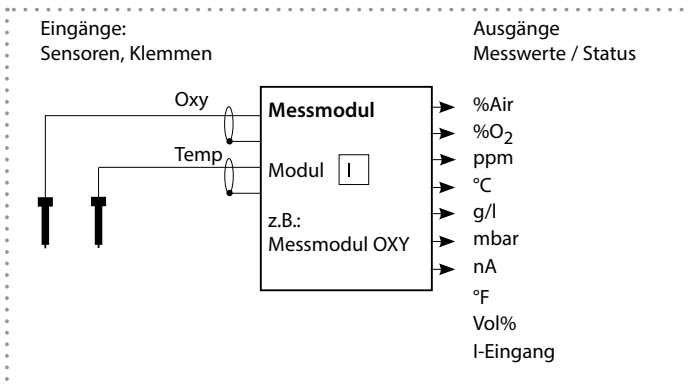 Eingänge:
Sensoren, Klemmen
Ausgänge
Messwerte / Status
Oxy
Temp
Messmodul
Modul I
z.B.:
Messmodul OXY
%Air
%O2
ppm
°C
g/l
mbar
nA
°F
Vol%
I-Eingang